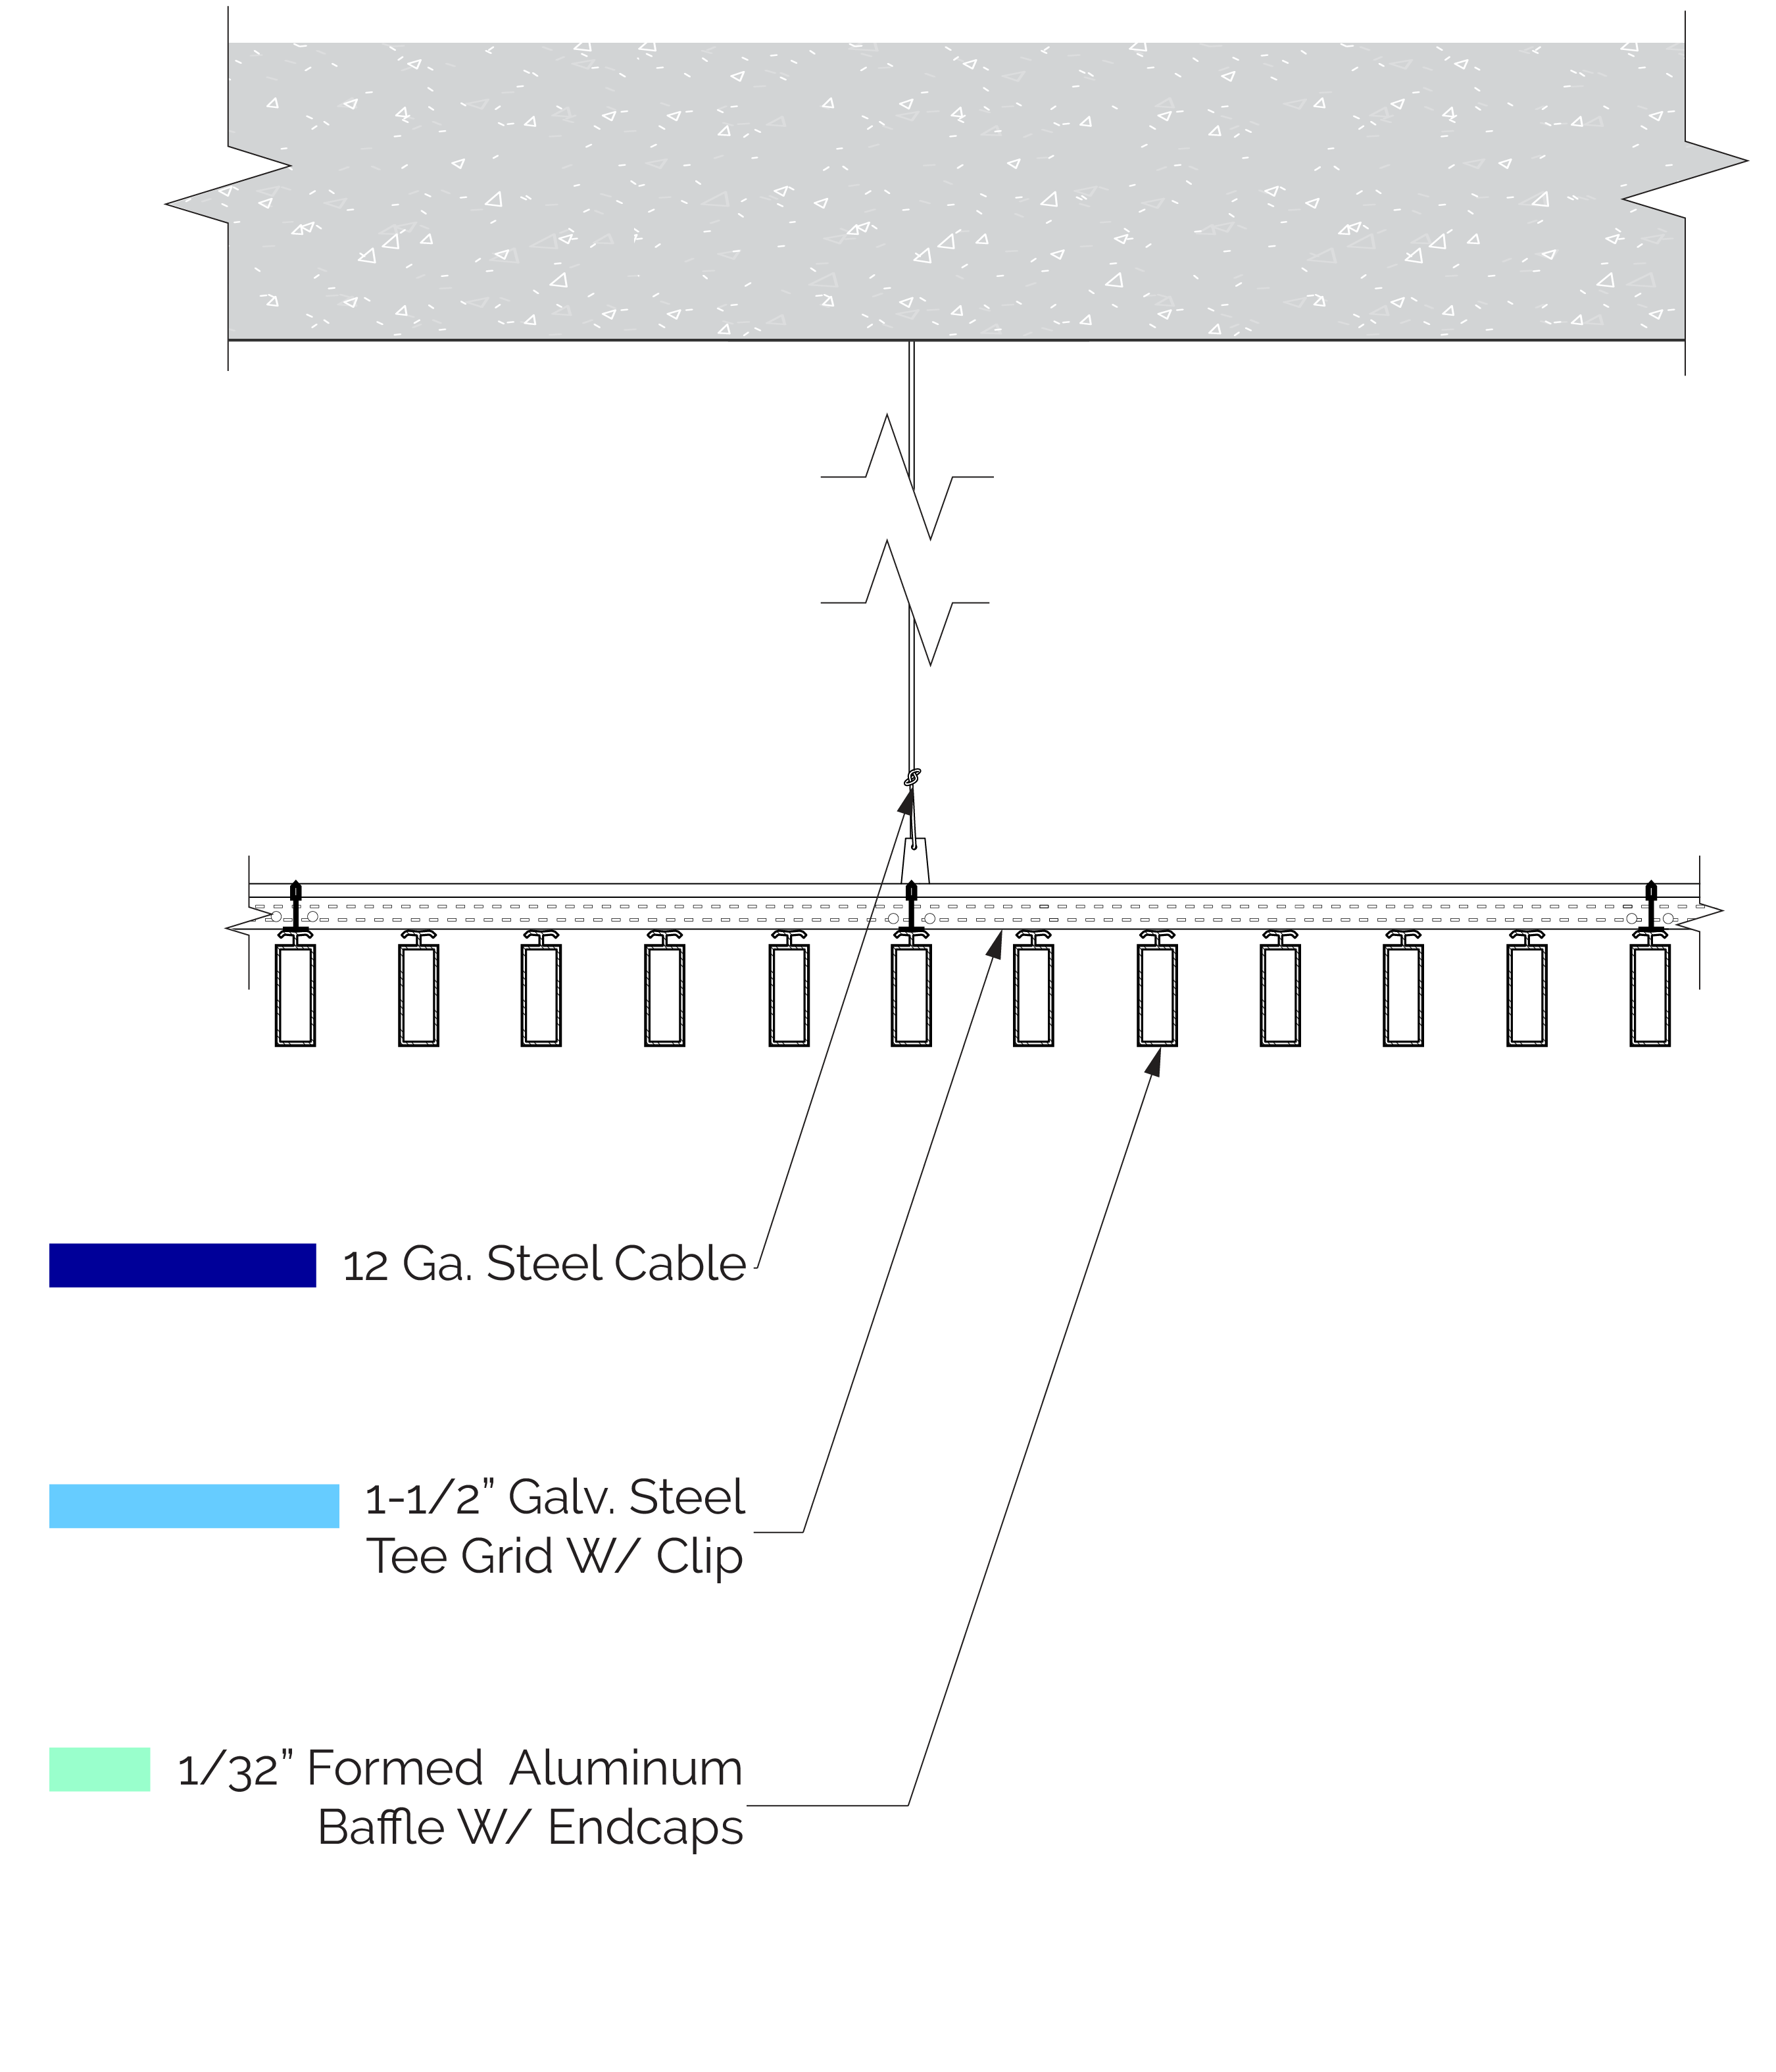 12 Ga. Steel Cable
1-1/2” Galv. Steel
Tee Grid W/ Clip
1/32” Formed Aluminum
Baffle W/ Endcaps